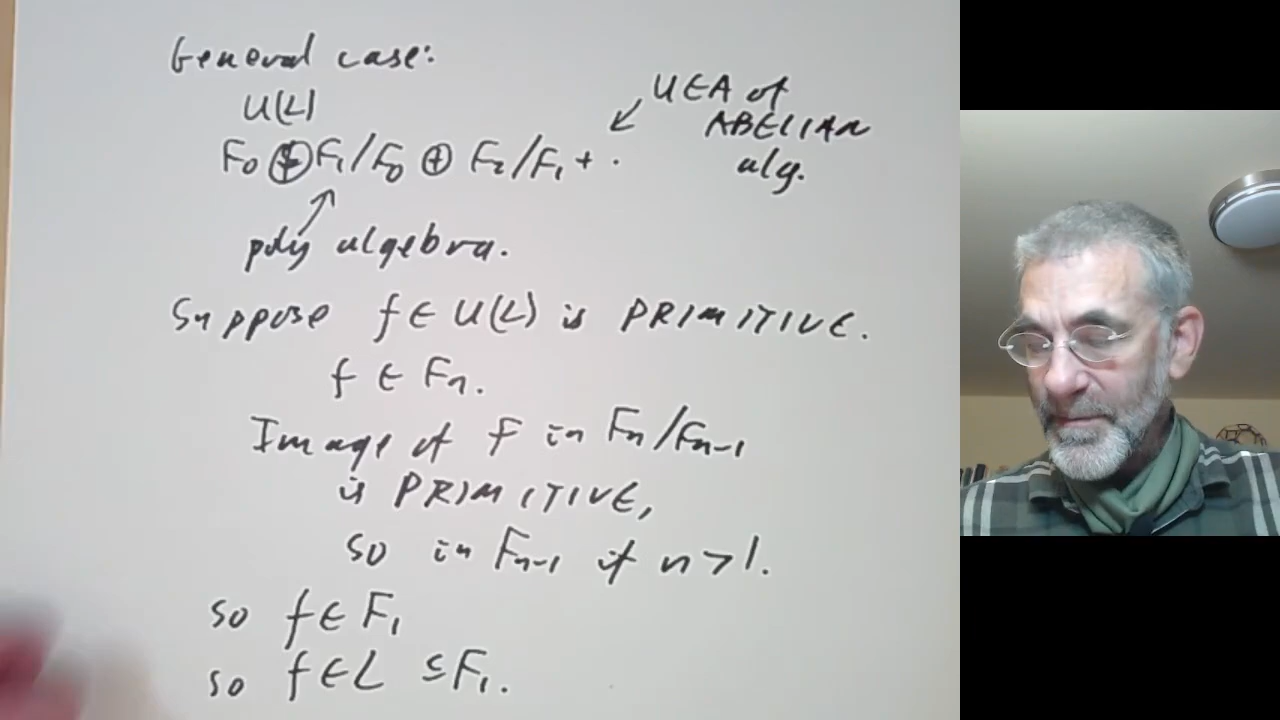 General case:
U(L)
F₀ ⊕ F₁/F₀ ⊕ F₂/F₁ + ·
↙ UEA of
ABELIAN
alg.
↗
poly algebra.
Suppose f ∈ U(L) is PRIMITIVE.
f ∈ Fₙ.
Image of f in Fₙ/Fₙ₋₁
is PRIMITIVE,
so in Fₙ₋₁ if n > 1.
so f ∈ F₁
so f ∈ L ⊆ F₁.